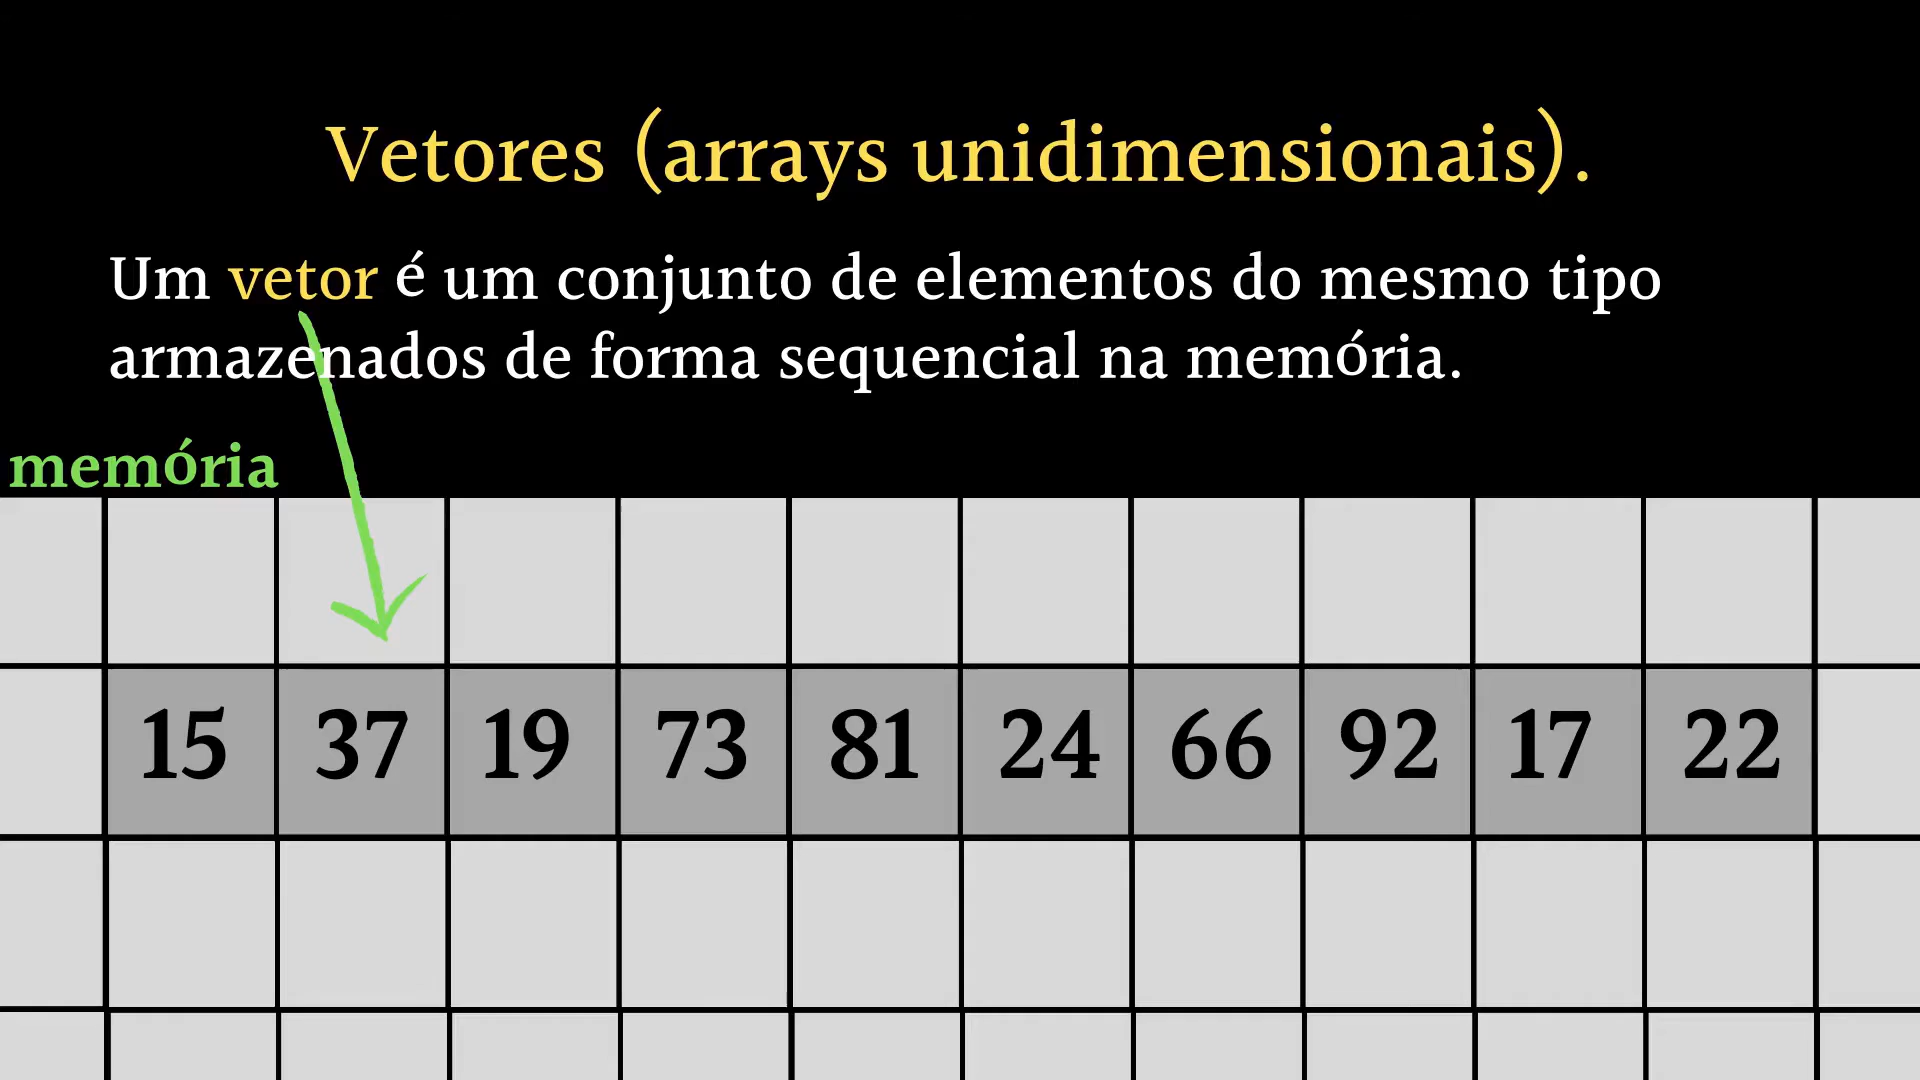 Vetores (arrays unidimensionais).
Um vetor é um conjunto de elementos do mesmo tipo
armazenados de forma sequencial na memória.
memória
15 37 19 73 81 24 66 92 17 22